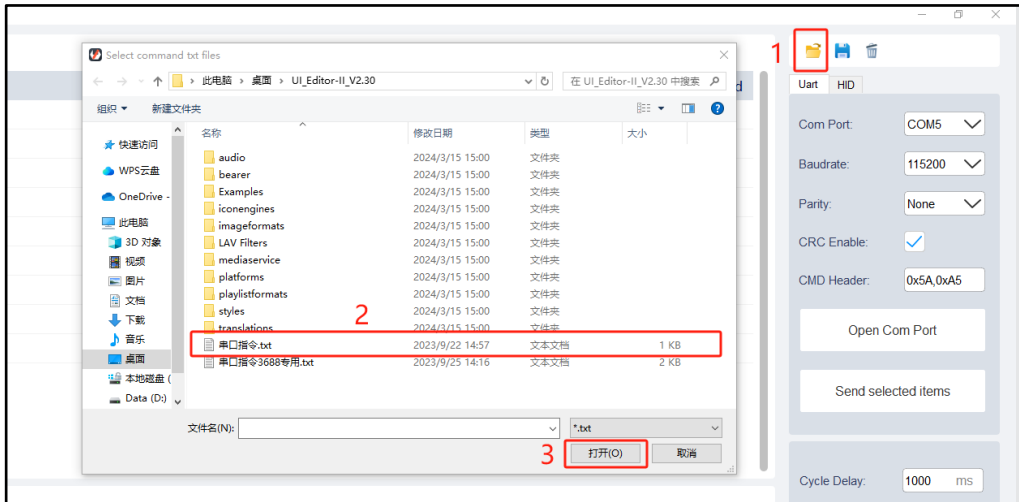 1
Select command txt files
此电脑 › 桌面 › UI_Editor-II_V2.30
在 UI_Editor-II_V2.30 中搜索
组织
新建文件夹
d
Uart
HID
名称
修改日期
类型
大小
快速访问
WPS云盘
OneDrive -
此电脑
3D 对象
视频
图片
文档
下载
音乐
桌面
本地磁盘 (
Data (D:)
audio 2024/3/15 15:00 文件夹
bearer 2024/3/15 15:00 文件夹
Examples 2024/3/15 15:00 文件夹
iconengines 2024/3/15 15:00 文件夹
imageformats 2024/3/15 15:00 文件夹
LAV Filters 2024/3/15 15:00 文件夹
mediaservice 2024/3/15 15:00 文件夹
platforms 2024/3/15 15:00 文件夹
playlistformats 2024/3/15 15:00 文件夹
styles 2024/3/15 15:00 文件夹
translations 2024/3/15 15:00 文件夹
2
串口指令.txt 2023/9/22 14:57 文本文档 1 KB
串口指令3688专用.txt 2023/9/25 14:16 文本文档 2 KB
文件名(N):
*.txt
3
打开(O)
取消
Com Port: COM5
Baudrate: 115200
Parity: None
CRC Enable:
CMD Header: 0x5A,0xA5
Open Com Port
Send selected items
Cycle Delay: 1000 ms